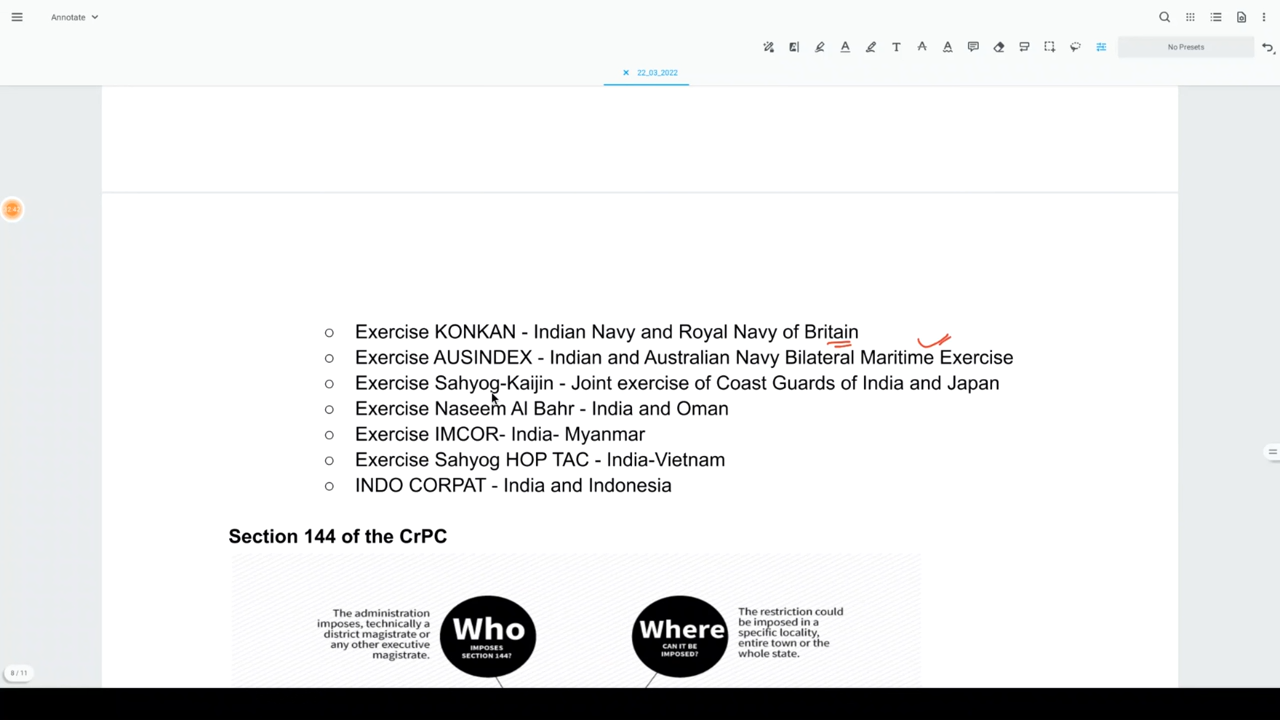 Annotate
No Presets
22_03_2022
Exercise KONKAN - Indian Navy and Royal Navy of Britain
Exercise AUSINDEX - Indian and Australian Navy Bilateral Maritime Exercise
Exercise Sahyog-Kaijin - Joint exercise of Coast Guards of India and Japan
Exercise Naseem Al Bahr - India and Oman
Exercise IMCOR- India- Myanmar
Exercise Sahyog HOP TAC - India-Vietnam
INDO CORPAT - India and Indonesia
Section 144 of the CrPC
The administration
imposes, technically a
district magistrate or
any other executive
magistrate.
Who
IMPOSES
SECTION 144?
Where
CAN IT BE
IMPOSED?
The restriction could
be imposed in a
specific locality,
entire town or the
whole state.
8 / 11